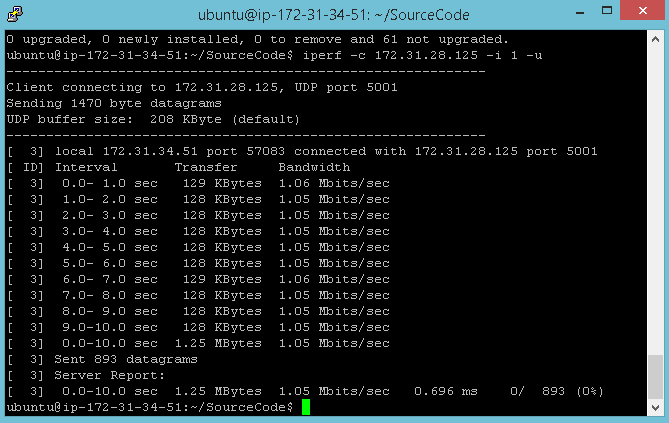 ubuntu@ip-172-31-34-51: ~/SourceCode
0 upgraded, 0 newly installed, 0 to remove and 61 not upgraded.
ubuntu@ip-172-31-34-51:~/SourceCode$ iperf -c 172.31.28.125 -i 1 -u
------------------------------------------------------------
Client connecting to 172.31.28.125, UDP port 5001
Sending 1470 byte datagrams
UDP buffer size:  208 KByte (default)
------------------------------------------------------------
[  3] local 172.31.34.51 port 57083 connected with 172.31.28.125 port 5001
[ ID] Interval       Transfer     Bandwidth
[  3]  0.0- 1.0 sec   129 KBytes  1.06 Mbits/sec
[  3]  1.0- 2.0 sec   128 KBytes  1.05 Mbits/sec
[  3]  2.0- 3.0 sec   128 KBytes  1.05 Mbits/sec
[  3]  3.0- 4.0 sec   128 KBytes  1.05 Mbits/sec
[  3]  4.0- 5.0 sec   128 KBytes  1.05 Mbits/sec
[  3]  5.0- 6.0 sec   128 KBytes  1.05 Mbits/sec
[  3]  6.0- 7.0 sec   129 KBytes  1.06 Mbits/sec
[  3]  7.0- 8.0 sec   128 KBytes  1.05 Mbits/sec
[  3]  8.0- 9.0 sec   128 KBytes  1.05 Mbits/sec
[  3]  9.0-10.0 sec   128 KBytes  1.05 Mbits/sec
[  3]  0.0-10.0 sec  1.25 MBytes  1.05 Mbits/sec
[  3] Sent 893 datagrams
[  3] Server Report:
[  3]  0.0-10.0 sec  1.25 MBytes  1.05 Mbits/sec   0.696 ms    0/  893 (0%)
ubuntu@ip-172-31-34-51:~/SourceCode$